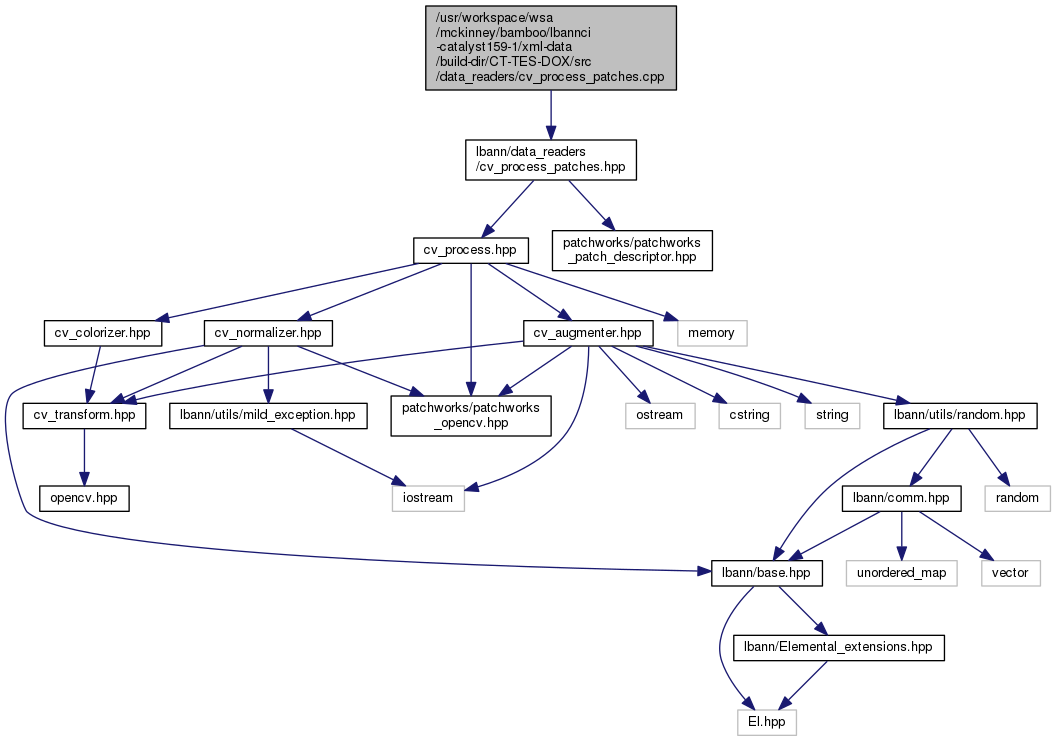 /usr/workspace/wsa
/mckinney/bamboo/lbannci
-catalyst159-1/xml-data
/build-dir/CT-TES-DOX/src
/data_readers/cv_process_patches.cpp
lbann/data_readers
/cv_process_patches.hpp
cv_process.hpp
patchworks/patchworks
_patch_descriptor.hpp
cv_colorizer.hpp
cv_normalizer.hpp
cv_augmenter.hpp
memory
cv_transform.hpp
lbann/utils/mild_exception.hpp
patchworks/patchworks
_opencv.hpp
ostream
cstring
string
lbann/utils/random.hpp
opencv.hpp
iostream
lbann/comm.hpp
random
lbann/base.hpp
unordered_map
vector
lbann/Elemental_extensions.hpp
El.hpp